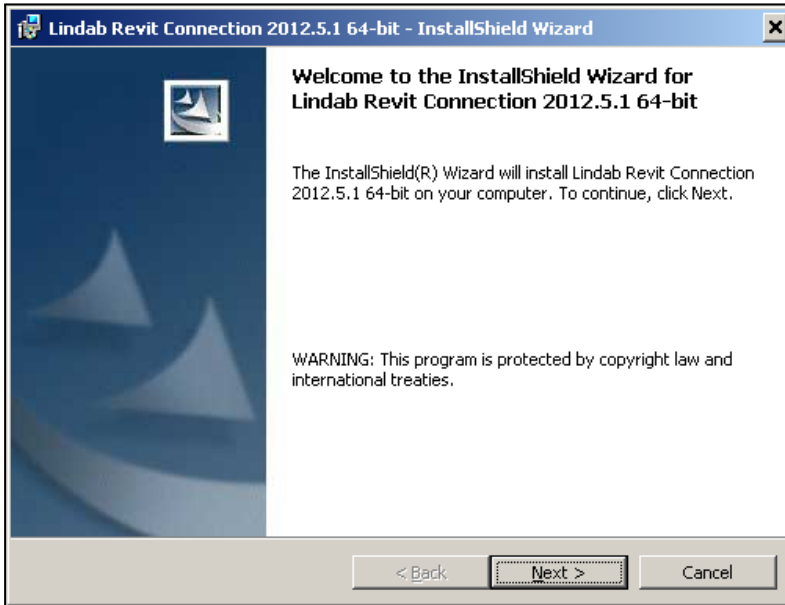 Lindab Revit Connection 2012.5.1 64-bit - InstallShield Wizard
Welcome to the InstallShield Wizard for
Lindab Revit Connection 2012.5.1 64-bit
The InstallShield(R) Wizard will install Lindab Revit Connection
2012.5.1 64-bit on your computer. To continue, click Next.
WARNING: This program is protected by copyright law and
international treaties.
< Back Next > Cancel